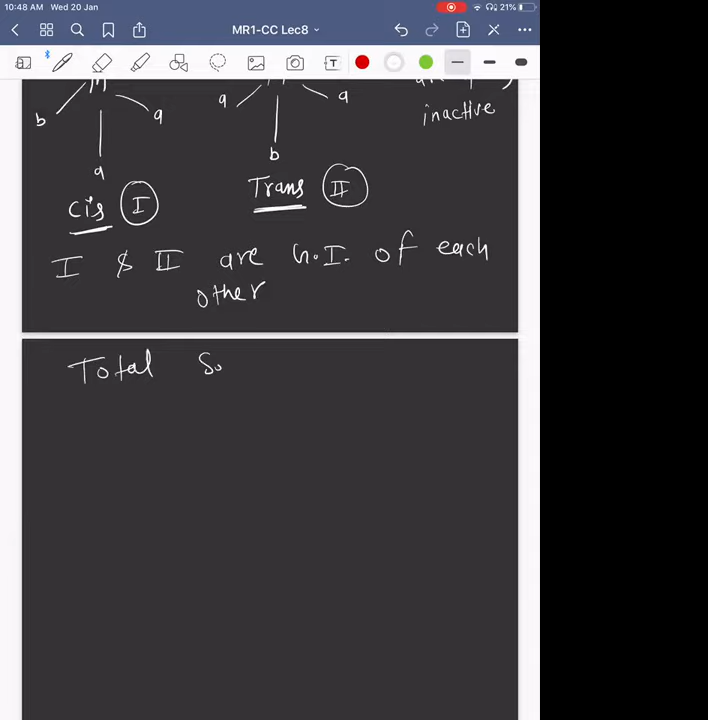 10:48 AM Wed 20 Jan 21%
MR1-CC Lec8
T
M
b a a a inactive
a b
Cis I Trans II
I & II are G.I. of each
other
Total So